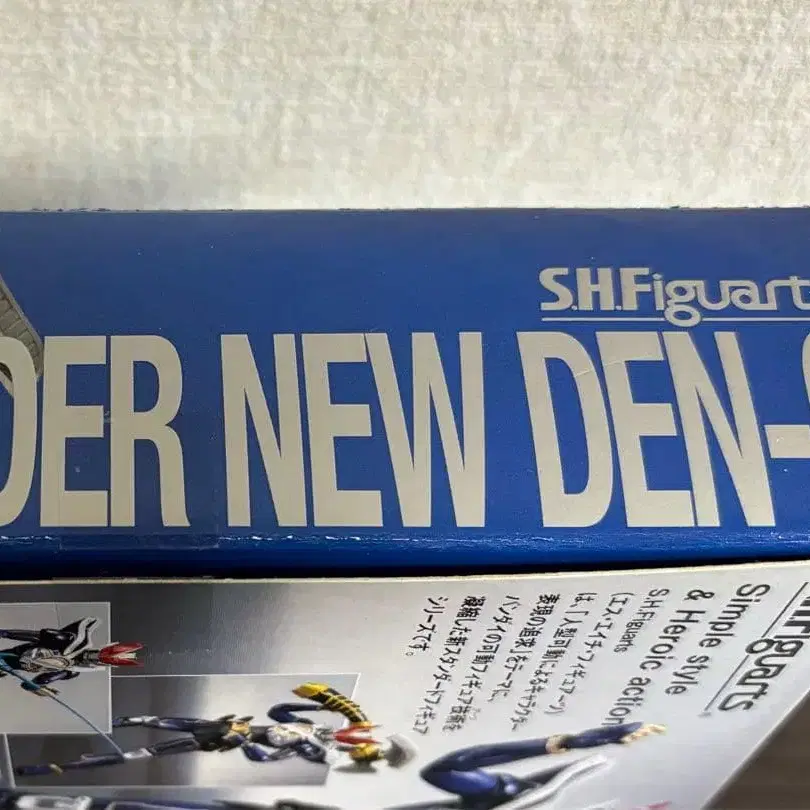 S.H.Figuart
DER NEW DEN-
Figuarts
Simple style
& Heroic action
S.H.Figuarts
(エス・エイチ・フィギュアーツ)
は、「人型可動によるキャラクター
表現の追求」をテーマに、
バンダイの可動フィギュア技術を
凝縮した新スタンダードフィギュア
シリーズです。